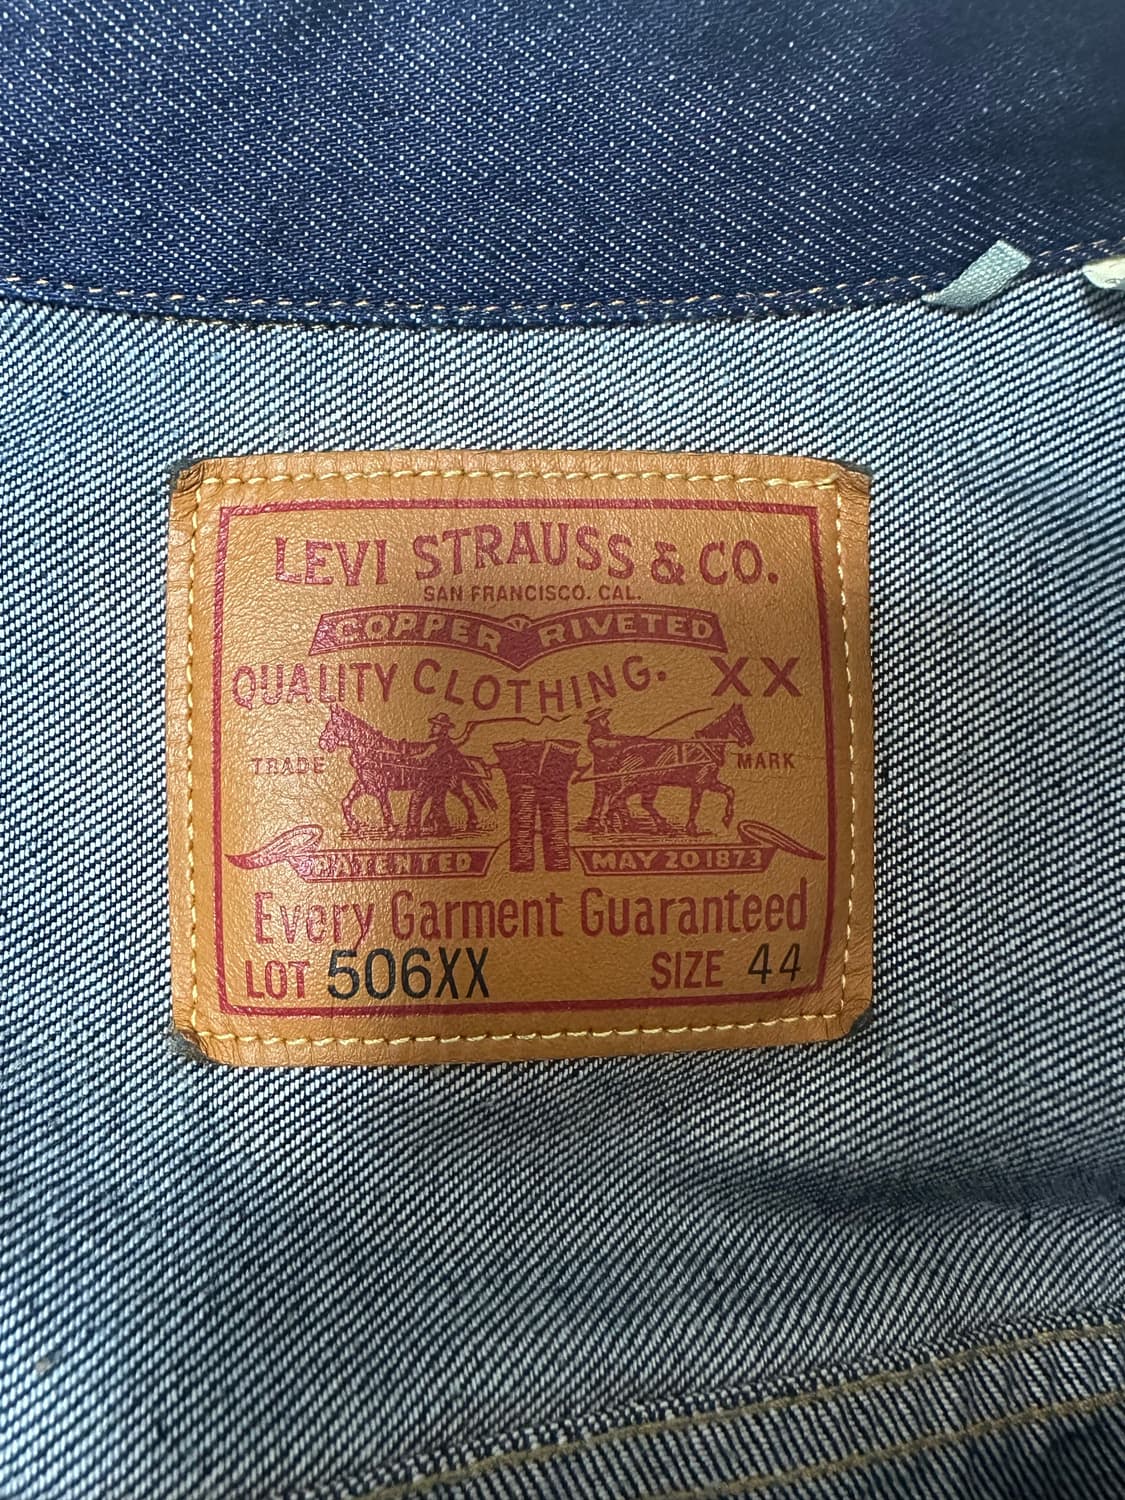 LEVI STRAUSS & CO.
SAN FRANCISCO. CAL.
COPPER RIVETED
QUALITY CLOTHING. XX
TRADE MARK
PATENTED MAY 20 1873
Every Garment Guaranteed
LOT 506XX SIZE 44